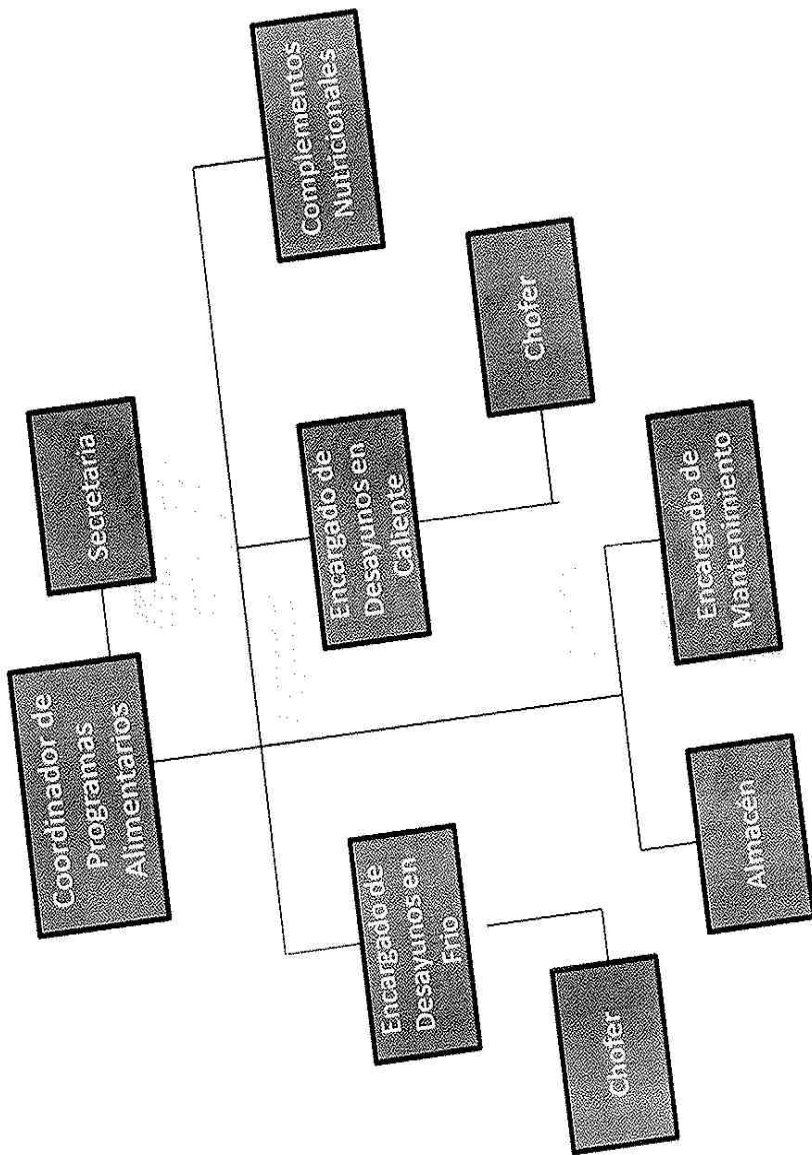 Coordinador de
Programas
Alimentarios
Secretaria
Encargado de
Desayunos en
Frio
Encargado de
Desayunos en
Caliente
Complementos
Nutricionales
Chofer
Chofer
Almacén
Encargado de
Mantenimiento